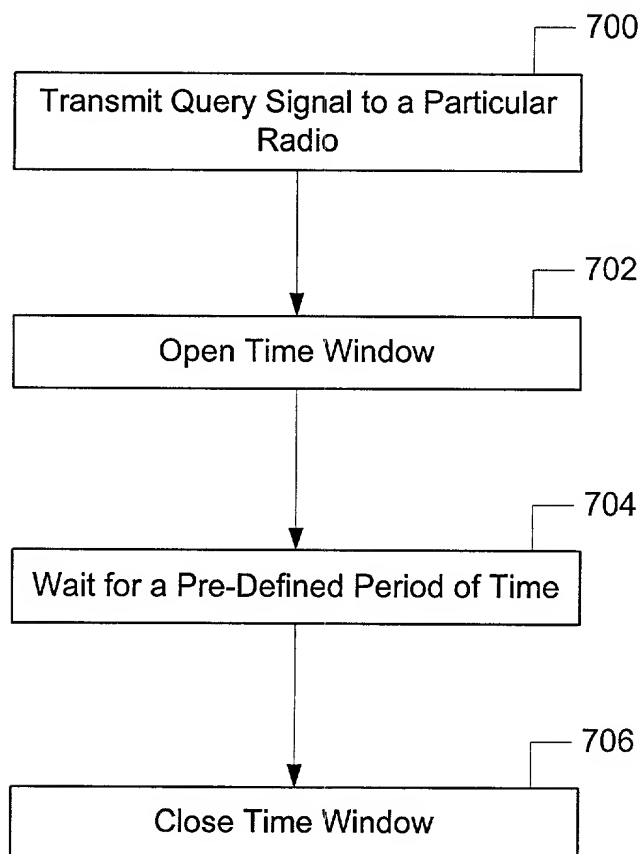 700
Transmit Query Signal to a Particular
Radio
702
Open Time Window
704
Wait for a Pre-Defined Period of Time
706
Close Time Window